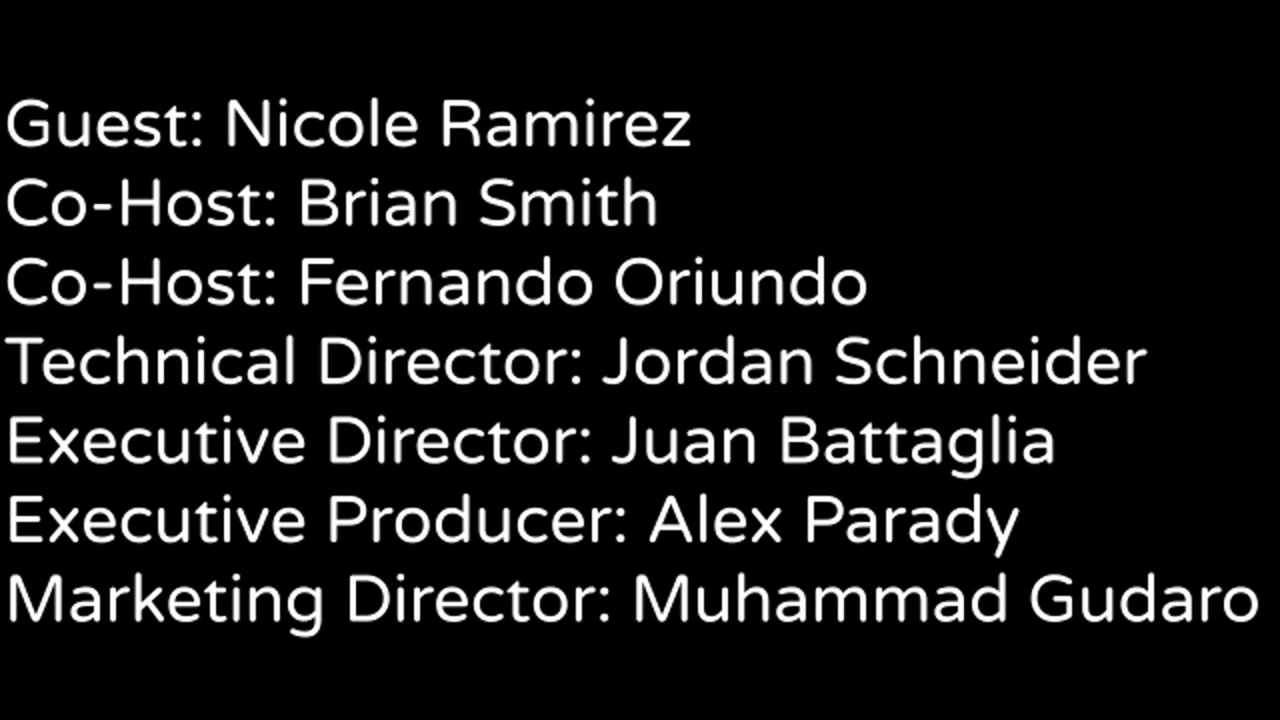 Guest: Nicole Ramirez
Co-Host: Brian Smith
Co-Host: Fernando Oriundo
Technical Director: Jordan Schneider
Executive Director: Juan Battaglia
Executive Producer: Alex Parady
Marketing Director: Muhammad Gudaro